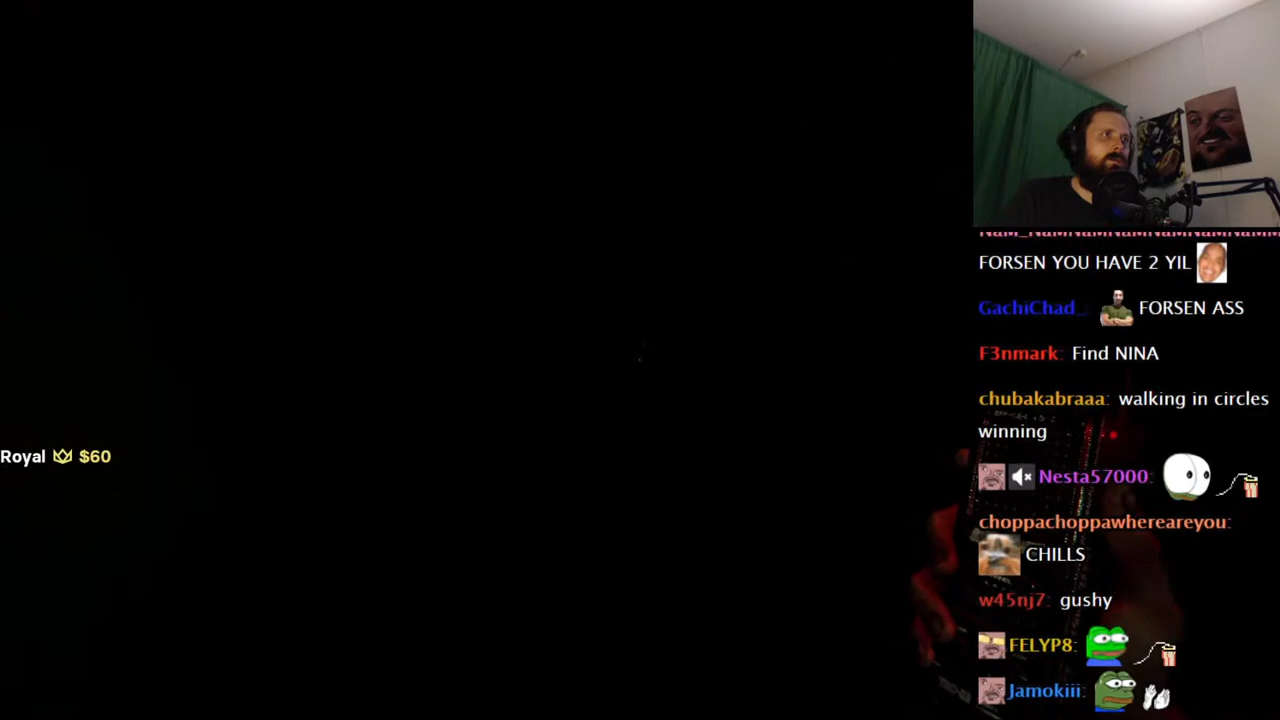 FORSEN YOU HAVE 2 YIL
GachiChad_: FORSEN ASS
F3nmark: Find NINA
chubakabraaa: walking in circles
winning
Royal $60
Nesta57000:
choppachoppawhereareyou:
CHILLS
w45nj7: gushy
FELYP8:
Jamokiii: